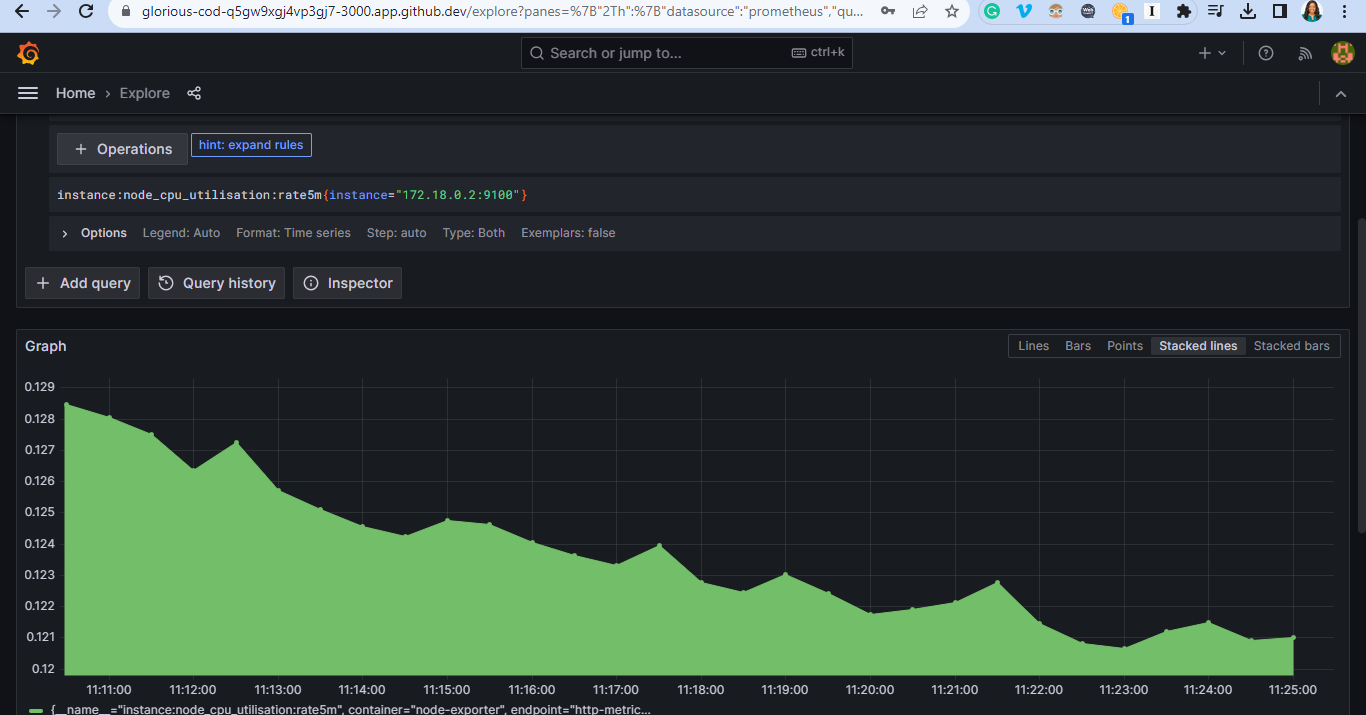 glorious-cod-q5gw9xgj4vp3gj7-3000.app.github.dev/explore?panes=%7B"2Th":%7B"datasource":"prometheus","qu...
1
Search or jump to...
ctrl+k
Home › Explore
+ Operations
hint: expand rules
instance:node_cpu_utilisation:rate5m{instance="172.18.0.2:9100"}
Options Legend: Auto Format: Time series Step: auto Type: Both Exemplars: false
+ Add query
Query history
Inspector
Graph
Lines Bars Points Stacked lines Stacked bars
0.129
0.128
0.127
0.126
0.125
0.124
0.123
0.122
0.121
0.12
11:11:00 11:12:00 11:13:00 11:14:00 11:15:00 11:16:00 11:17:00 11:18:00 11:19:00 11:20:00 11:21:00 11:22:00 11:23:00 11:24:00 11:25:00
{__name__="instance:node_cpu_utilisation:rate5m", container="node-exporter", endpoint="http-metric...